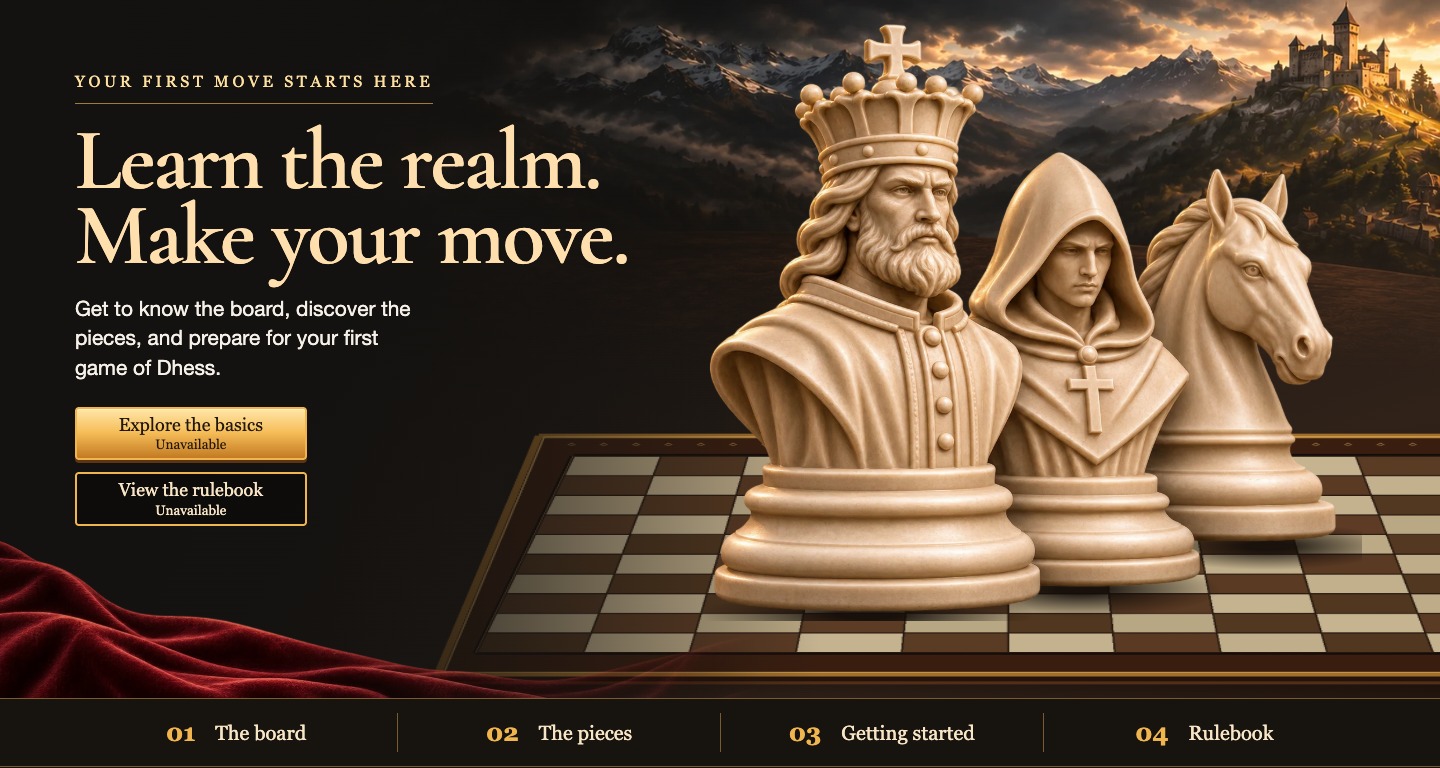 YOUR FIRST MOVE STARTS HERE
Learn the realm.
Make your move.
Get to know the board, discover the
pieces, and prepare for your first
game of Dhess.
Explore the basics
Unavailable
View the rulebook
Unavailable
01 The board
02 The pieces
03 Getting started
04 Rulebook